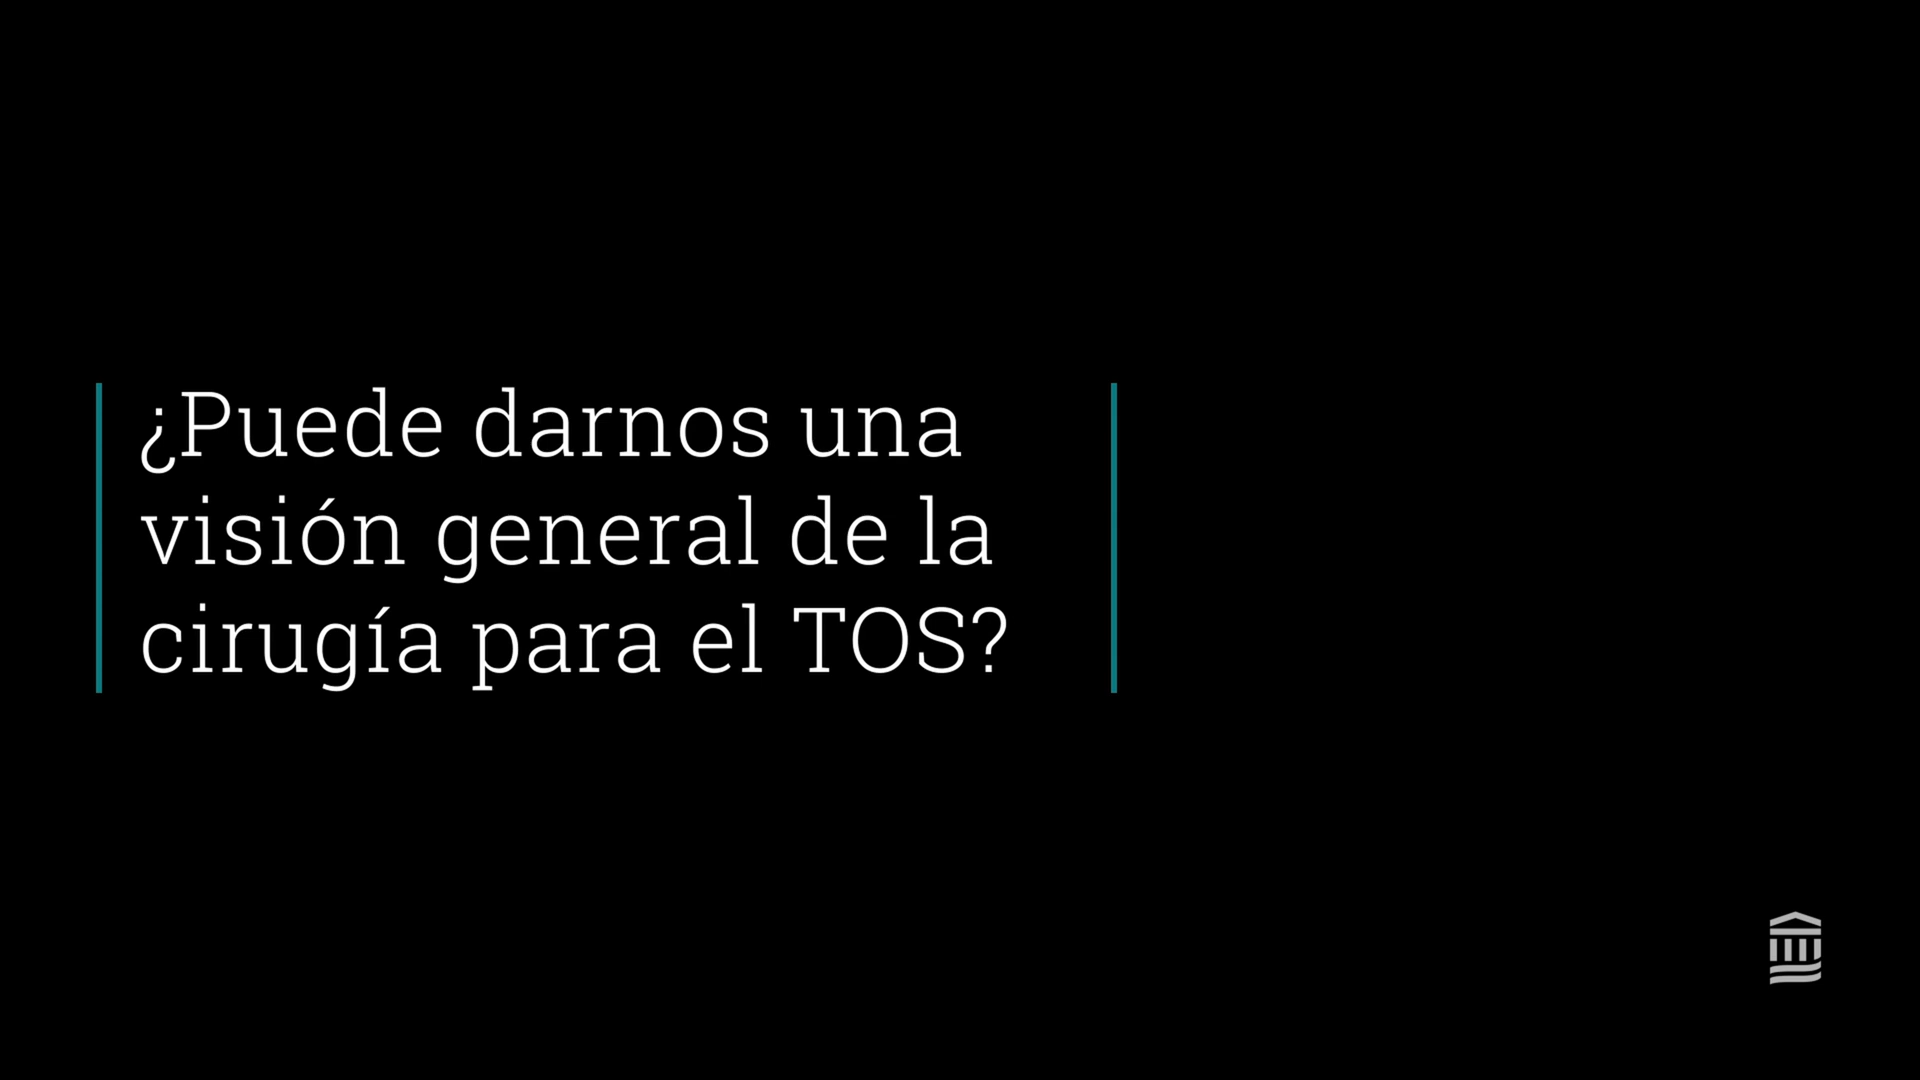 ¿Puede darnos una
visión general de la
cirugía para el TOS?